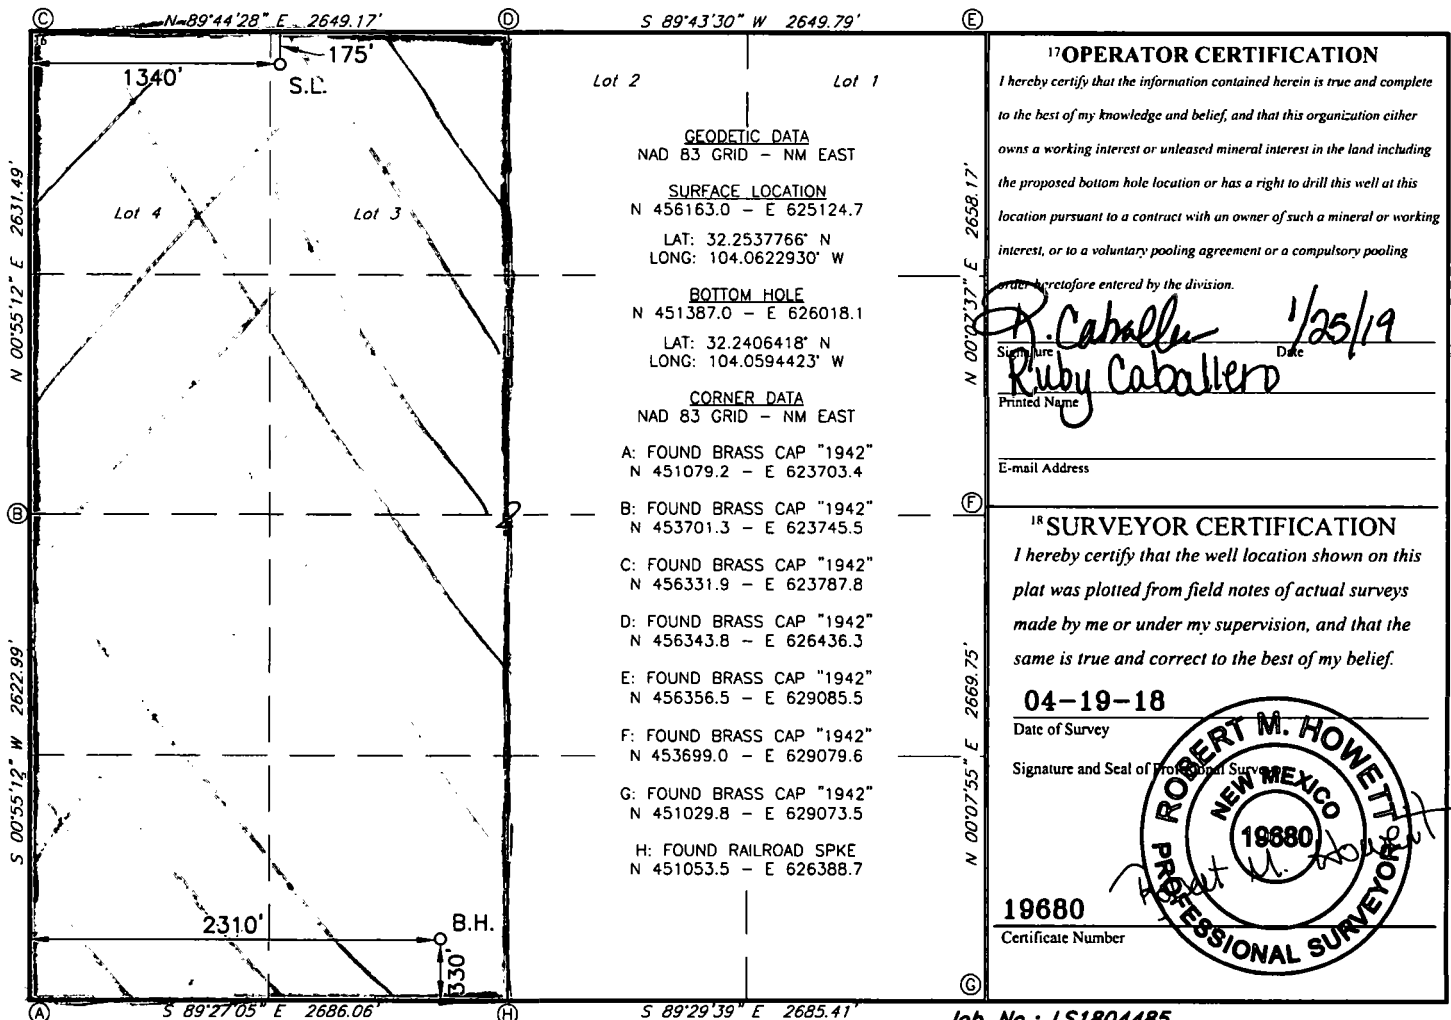 C N 89°44'28" E 2649.17' D S 89°43'30" W 2649.79' E
1340'
175'
S.L.
Lot 4
Lot 3
N 00°55'12" E 2631.49'
B
S 00°55'12" W 2622.99'
2310'
B.H.
330'
A S 89°27'05" E 2686.06' H S 89°29'39" E 2685.41'
Lot 2 Lot 1
GEODETIC DATA
NAD 83 GRID - NM EAST
SURFACE LOCATION
N 456163.0 - E 625124.7
LAT: 32.2537766° N
LONG: 104.0622930° W
BOTTOM HOLE
N 451387.0 - E 626018.1
LAT: 32.2406418° N
LONG: 104.0594423° W
CORNER DATA
NAD 83 GRID - NM EAST
A: FOUND BRASS CAP "1942"
N 451079.2 - E 623703.4
B: FOUND BRASS CAP "1942"
N 453701.3 - E 623745.5
C: FOUND BRASS CAP "1942"
N 456331.9 - E 623787.8
D: FOUND BRASS CAP "1942"
N 456343.8 - E 626436.3
E: FOUND BRASS CAP "1942"
N 456356.5 - E 629085.5
F: FOUND BRASS CAP "1942"
N 453699.0 - E 629079.6
G: FOUND BRASS CAP "1942"
N 451029.8 - E 629073.5
H: FOUND RAILROAD SPKE
N 451053.5 - E 626388.7
N 00°07'37" E 2658.17'
F
N 00°07'55" E 2669.75'
G
17 OPERATOR CERTIFICATION
I hereby certify that the information contained herein is true and complete
to the best of my knowledge and belief, and that this organization either
owns a working interest or unleased mineral interest in the land including
the proposed bottom hole location or has a right to drill this well at this
location pursuant to a contract with an owner of such a mineral or working
interest, or to a voluntary pooling agreement or a compulsory pooling
order heretofore entered by the division.
R. Caballero 1/25/19
Signature Date
Ruby Caballero
Printed Name
E-mail Address
18 SURVEYOR CERTIFICATION
I hereby certify that the well location shown on this
plat was plotted from field notes of actual surveys
made by me or under my supervision, and that the
same is true and correct to the best of my belief.
04-19-18
Date of Survey
Signature and Seal of Professional Surveyor
ROBERT M. HOWETT
NEW MEXICO
19680
PROFESSIONAL SURVEYOR
Robert M. Howett
19680
Certificate Number
Job No.: LS1804485